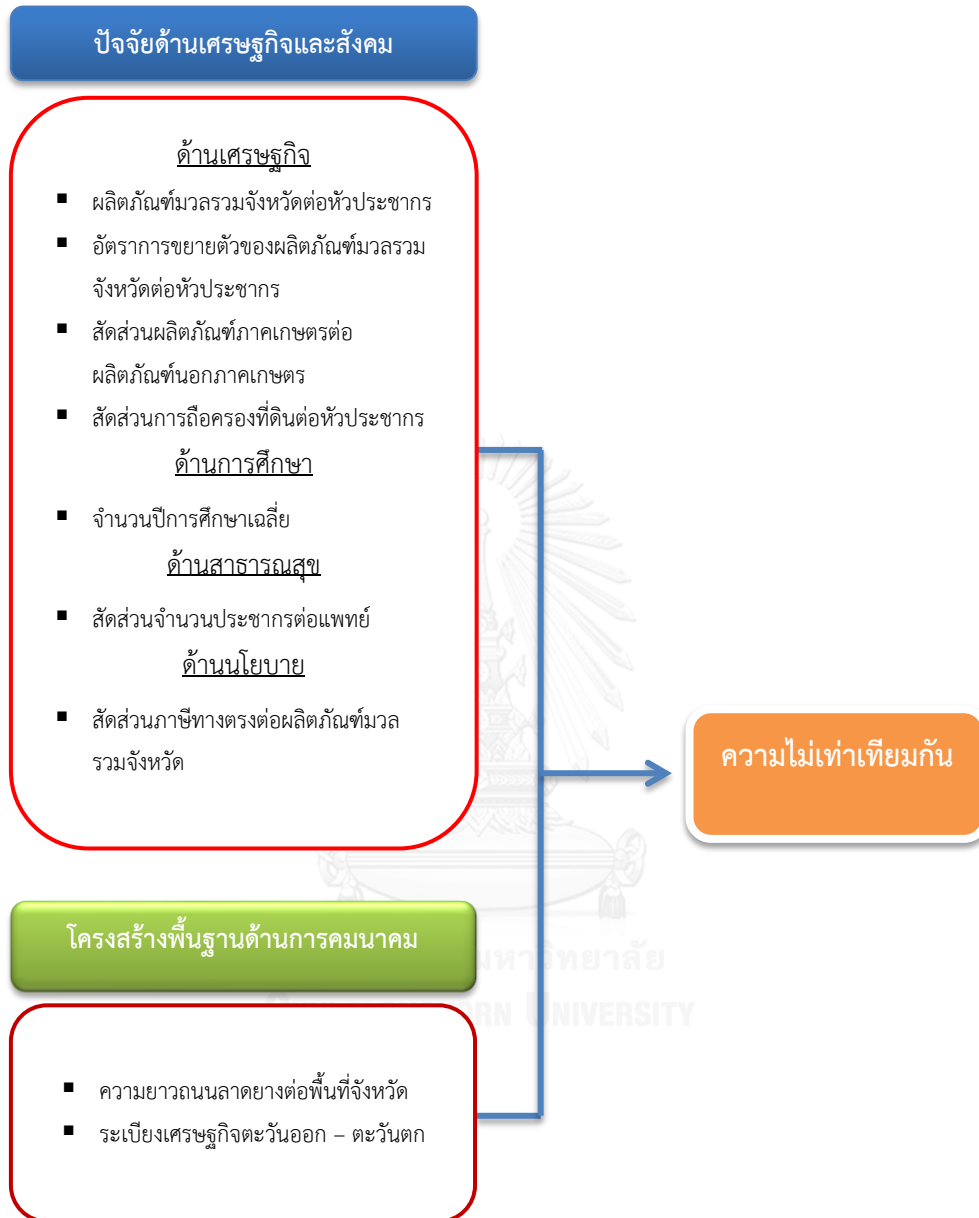 ปัจจัยด้านเศรษฐกิจและสังคม
ด้านเศรษฐกิจ
▪ ผลิตภัณฑ์มวลรวมจังหวัดต่อหัวประชากร
▪ อัตราการขยายตัวของผลิตภัณฑ์มวลรวม
จังหวัดต่อหัวประชากร
▪ สัดส่วนผลิตภัณฑ์ภาคเกษตรต่อ
ผลิตภัณฑ์นอกภาคเกษตร
▪ สัดส่วนการถือครองที่ดินต่อหัวประชากร
ด้านการศึกษา
▪ จำนวนปีการศึกษาเฉลี่ย
ด้านสาธารณสุข
▪ สัดส่วนจำนวนประชากรต่อแพทย์
ด้านนโยบาย
▪ สัดส่วนภาษีทางตรงต่อผลิตภัณฑ์มวล
รวมจังหวัด
ความไม่เท่าเทียมกัน
โครงสร้างพื้นฐานด้านการคมนาคม
มหาวิทยาลัย
RN UNIVERSITY
▪ ความยาวถนนลาดยางต่อพื้นที่จังหวัด
▪ ระเบียงเศรษฐกิจตะวันออก – ตะวันตก